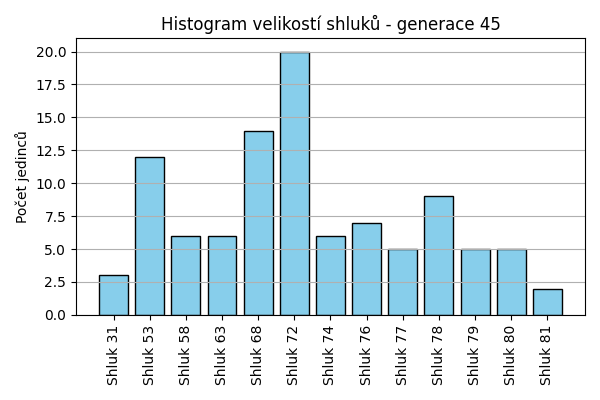 Histogram velikostí shluků - generace 45
Počet jedinců
20.0
17.5
15.0
12.5
10.0
7.5
5.0
2.5
0.0
Shluk 31
Shluk 53
Shluk 58
Shluk 63
Shluk 68
Shluk 72
Shluk 74
Shluk 76
Shluk 77
Shluk 78
Shluk 79
Shluk 80
Shluk 81